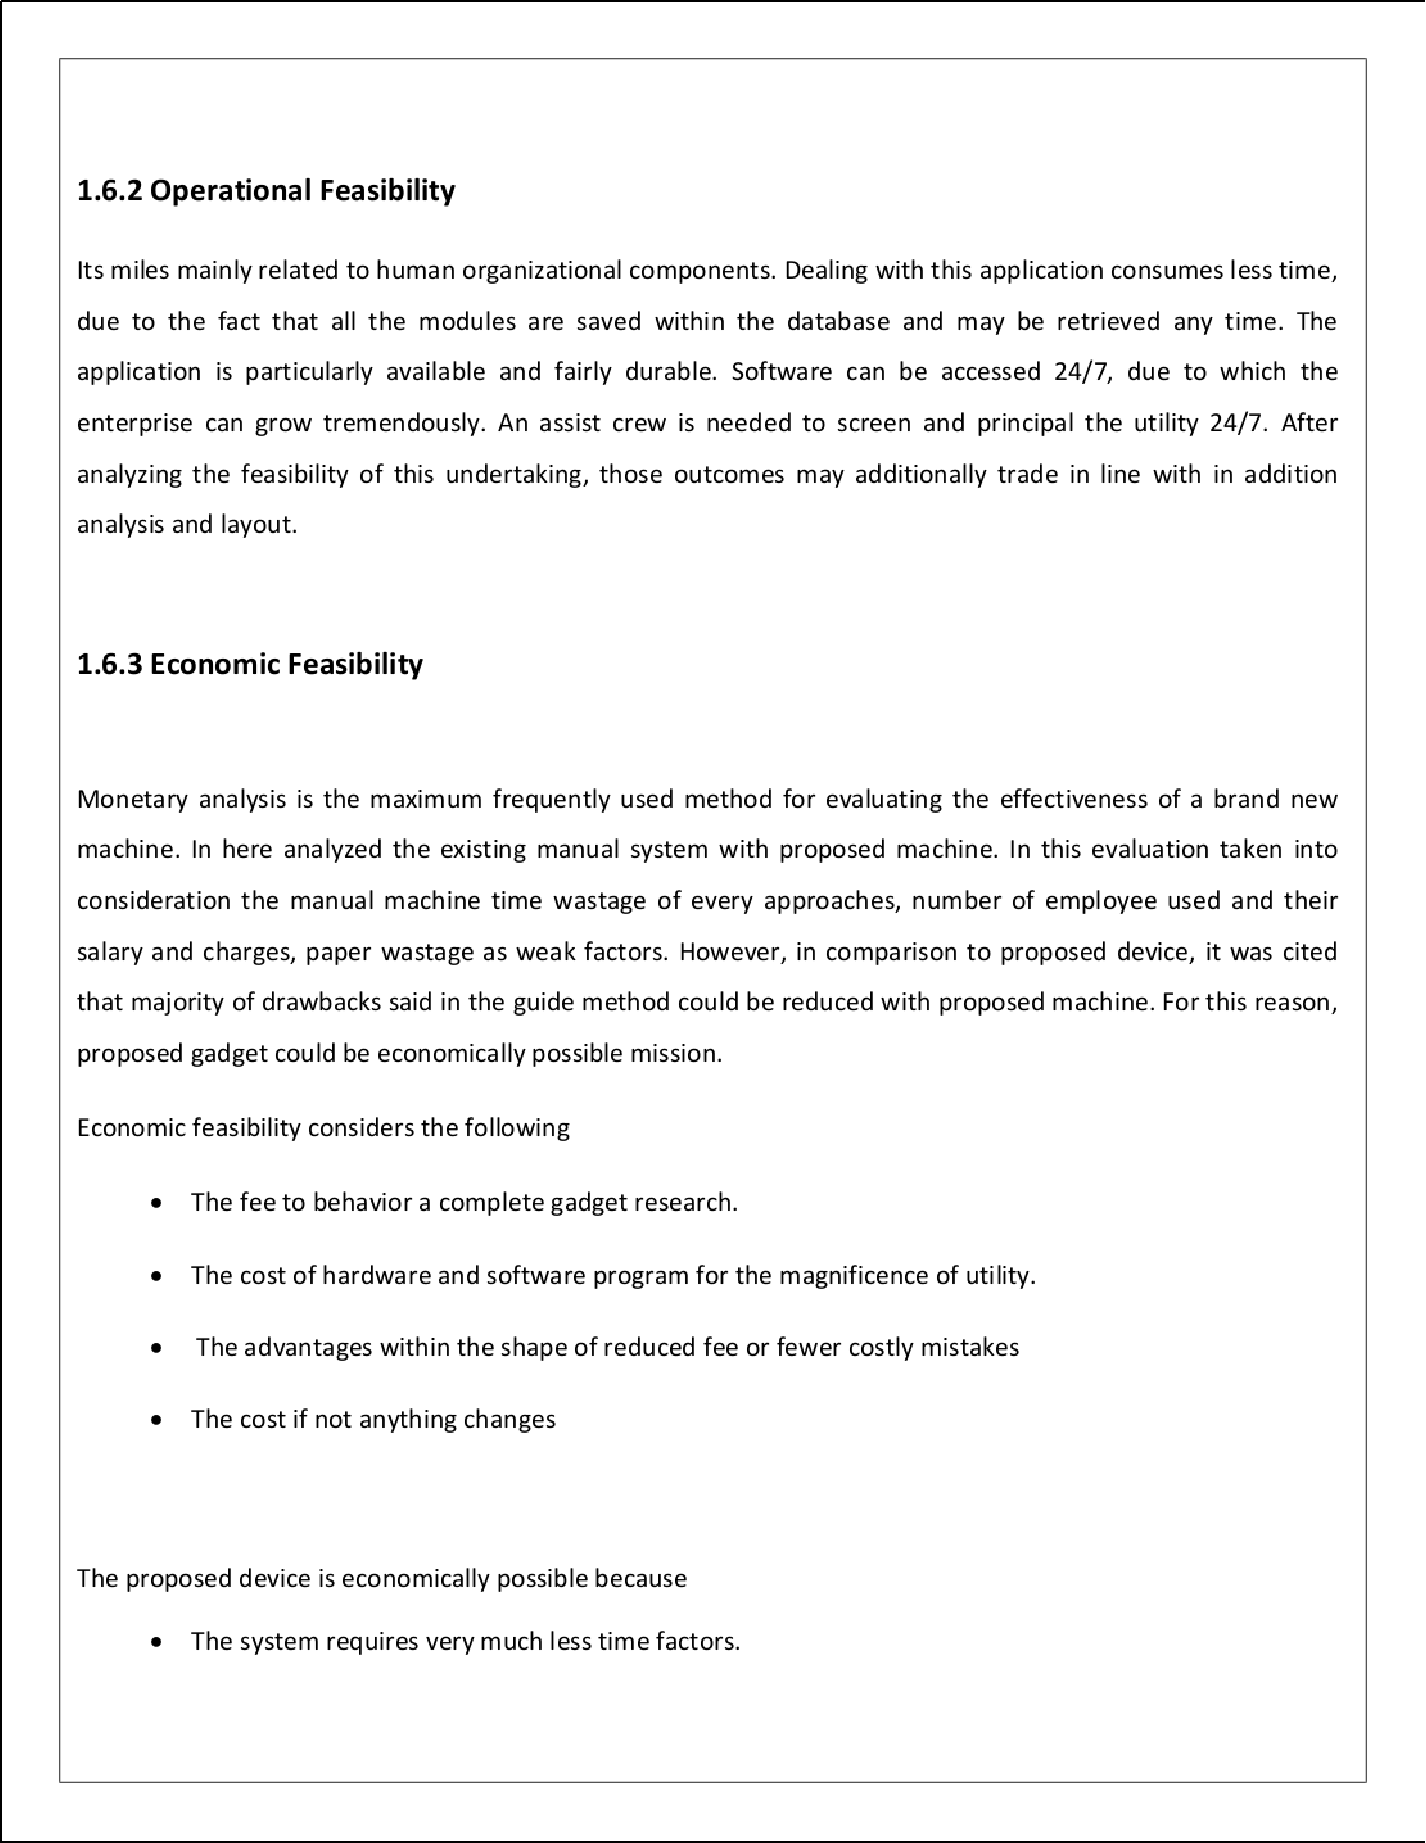 1.6.2 Operational Feasibility
Its miles mainly related to human organizational components. Dealing with this application consumes less time,
due to the fact that all the modules are saved within the database and may be retrieved any time. The
application is particularly available and fairly durable. Software can be accessed 24/7, due to which the
enterprise can grow tremendously. An assist crew is needed to screen and principal the utility 24/7. After
analyzing the feasibility of this undertaking, those outcomes may additionally trade in line with in addition
analysis and layout.
1.6.3 Economic Feasibility
Monetary analysis is the maximum frequently used method for evaluating the effectiveness of a brand new
machine. In here analyzed the existing manual system with proposed machine. In this evaluation taken into
consideration the manual machine time wastage of every approaches, number of employee used and their
salary and charges, paper wastage as weak factors. However, in comparison to proposed device, it was cited
that majority of drawbacks said in the guide method could be reduced with proposed machine. For this reason,
proposed gadget could be economically possible mission.
Economic feasibility considers the following
• The fee to behavior a complete gadget research.
• The cost of hardware and software program for the magnificence of utility.
• The advantages within the shape of reduced fee or fewer costly mistakes
• The cost if not anything changes
The proposed device is economically possible because
• The system requires very much less time factors.